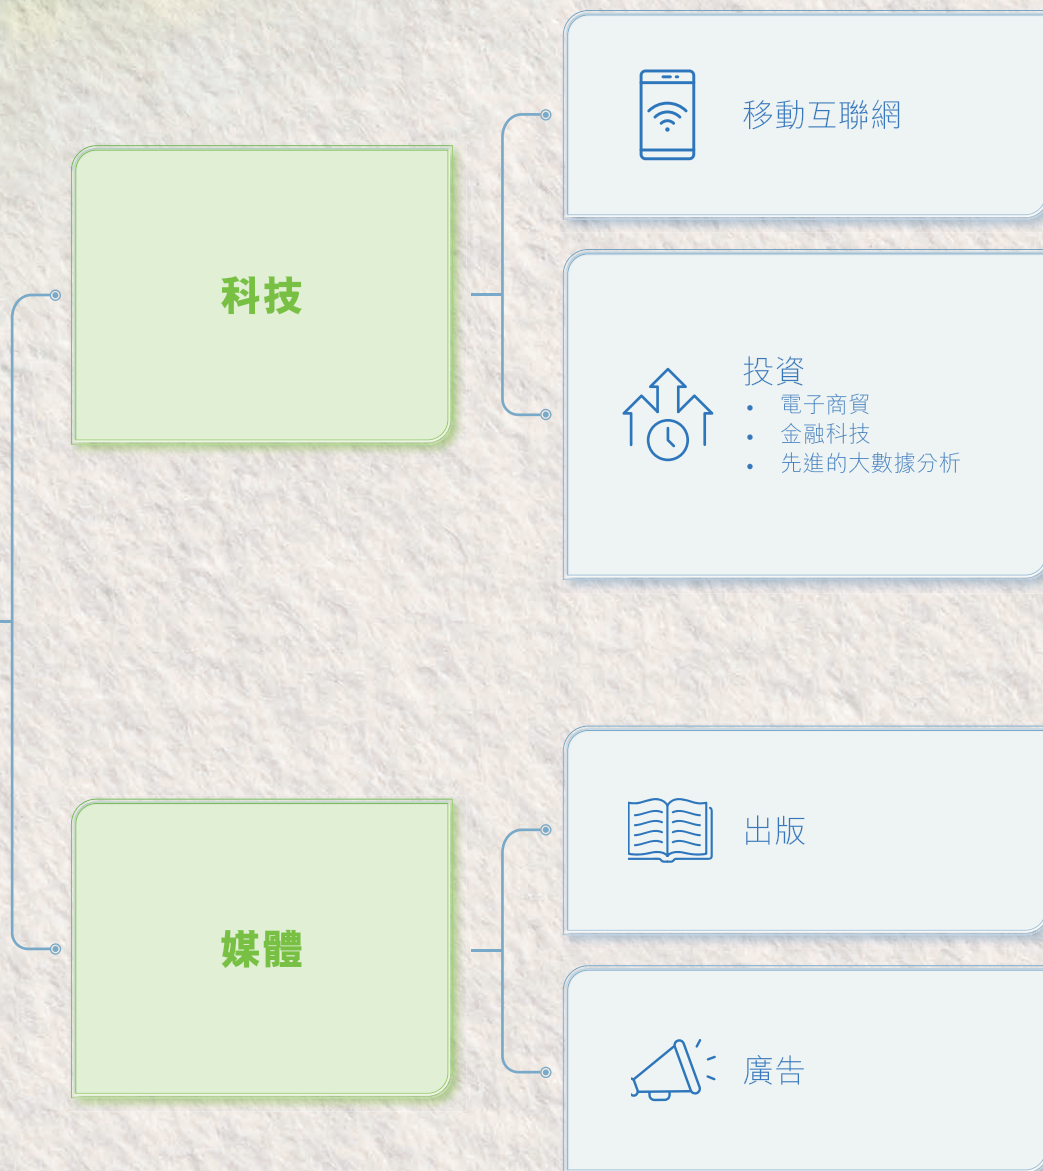 科技
移動互聯網
投資
• 電子商貿
• 金融科技
• 先進的大數據分析
媒體
出版
廣告